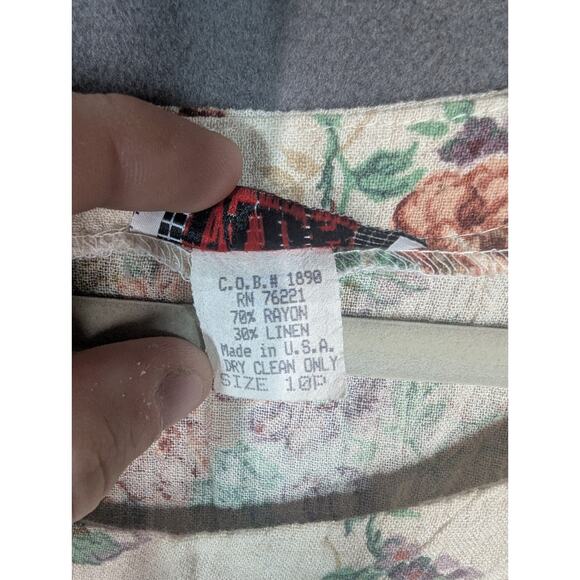 C.O.B.# 1890
RN 76221
70% RAYON
30% LINEN
Made in U.S.A.
DRY CLEAN ONLY
SIZE 10P